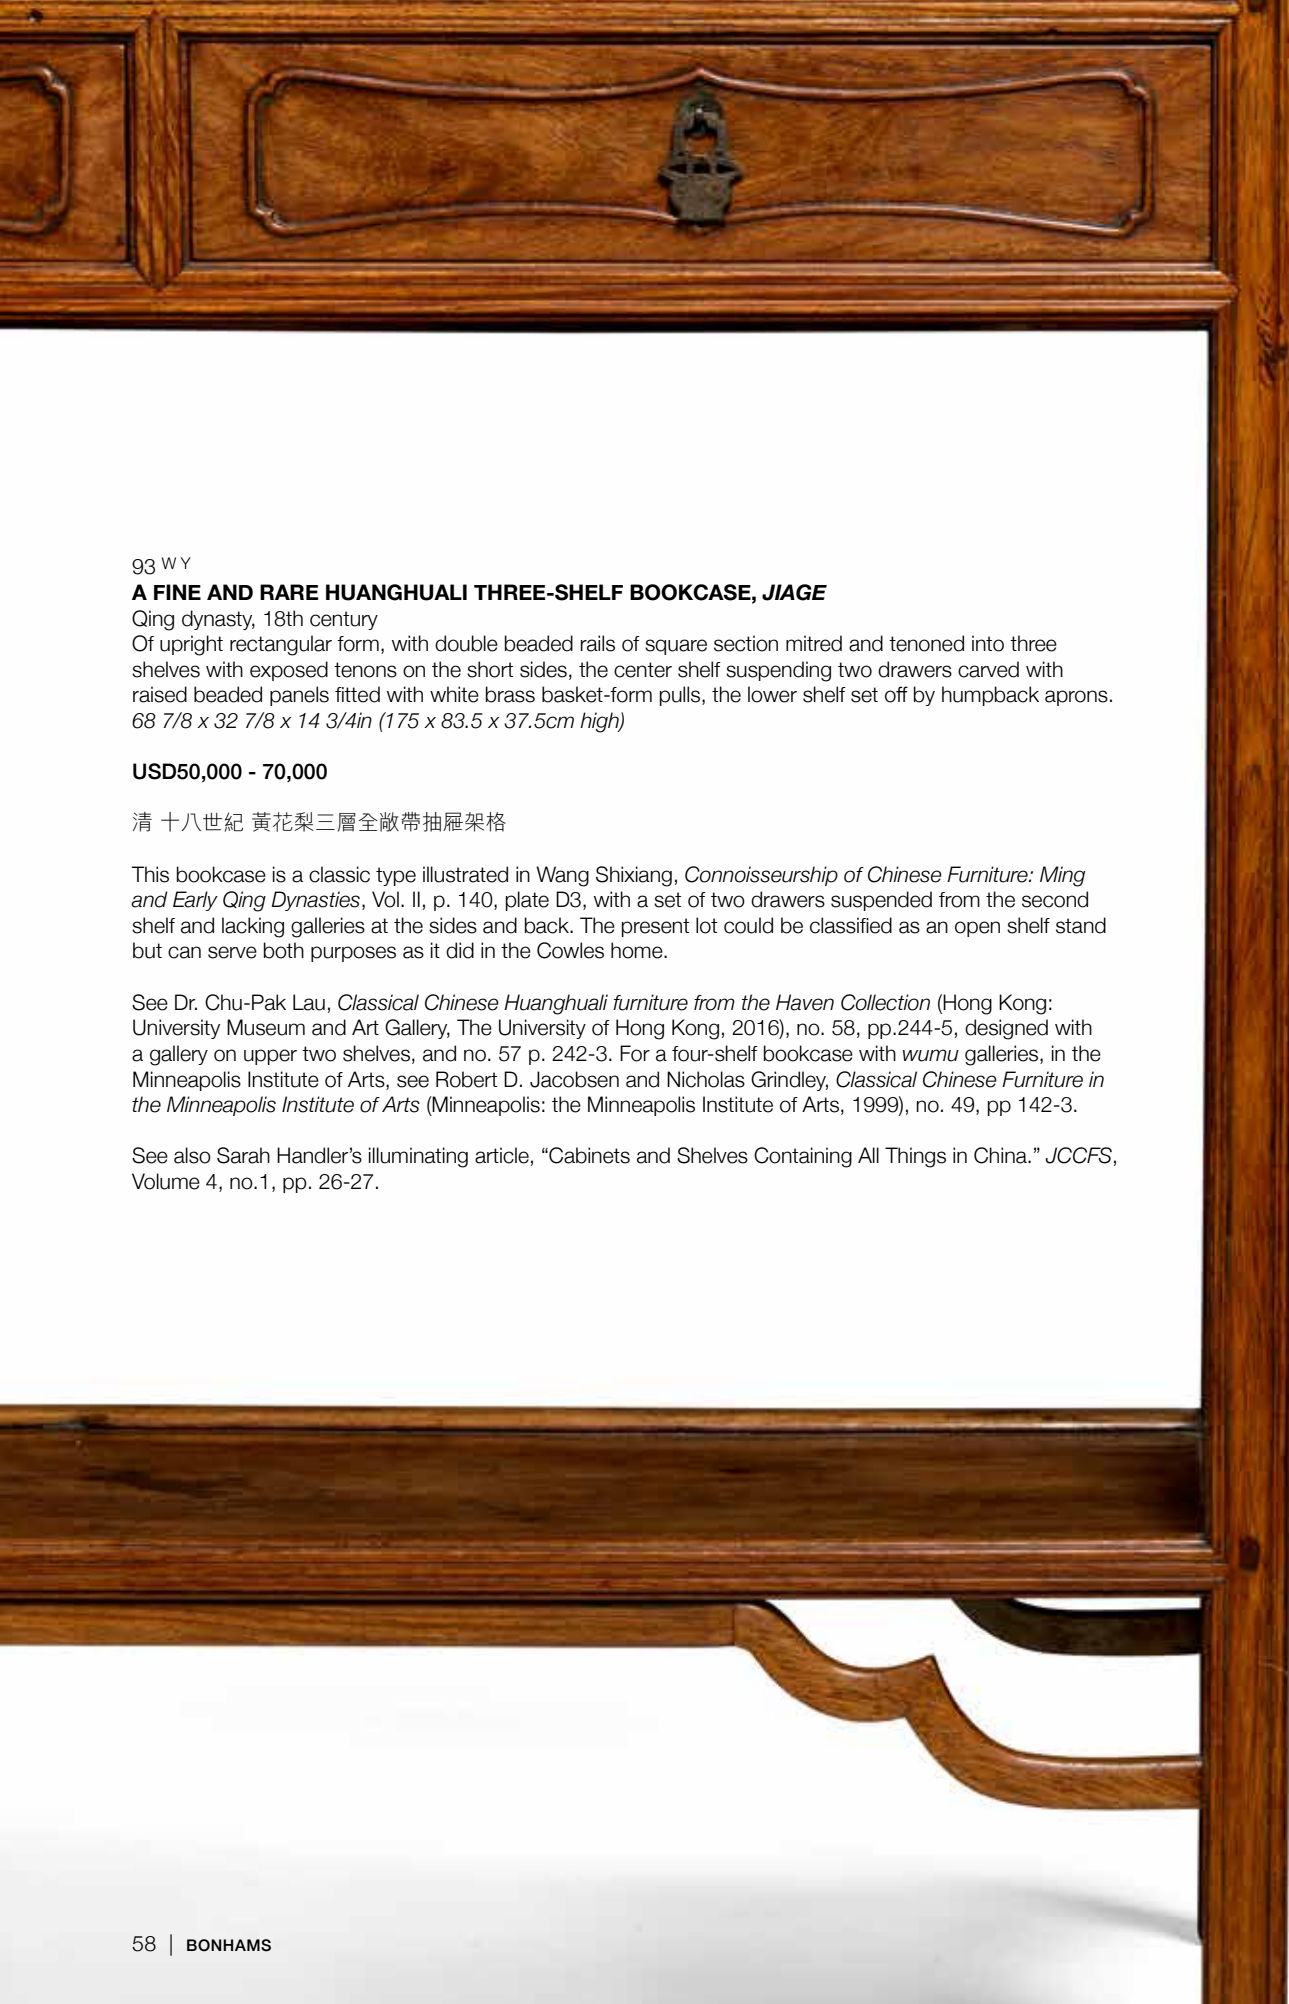 93 W Y
A FINE AND RARE HUANGHUALI THREE-SHELF BOOKCASE, JIAGE
Qing dynasty, 18th century
Of upright rectangular form, with double beaded rails of square section mitred and tenoned into three
shelves with exposed tenons on the short sides, the center shelf suspending two drawers carved with
raised beaded panels fitted with white brass basket-form pulls, the lower shelf set off by humpback aprons.
68 7/8 x 32 7/8 x 14 3/4in (175 x 83.5 x 37.5cm high)
USD50,000 - 70,000
清 十八世紀 黃花梨三層全敞帶抽屜架格
This bookcase is a classic type illustrated in Wang Shixiang, Connoisseurship of Chinese Furniture: Ming
and Early Qing Dynasties, Vol. II, p. 140, plate D3, with a set of two drawers suspended from the second
shelf and lacking galleries at the sides and back. The present lot could be classified as an open shelf stand
but can serve both purposes as it did in the Cowles home.
See Dr. Chu-Pak Lau, Classical Chinese Huanghuali furniture from the Haven Collection (Hong Kong:
University Museum and Art Gallery, The University of Hong Kong, 2016), no. 58, pp.244-5, designed with
a gallery on upper two shelves, and no. 57 p. 242-3. For a four-shelf bookcase with wumu galleries, in the
Minneapolis Institute of Arts, see Robert D. Jacobsen and Nicholas Grindley, Classical Chinese Furniture in
the Minneapolis Institute of Arts (Minneapolis: the Minneapolis Institute of Arts, 1999), no. 49, pp 142-3.
See also Sarah Handler’s illuminating article, “Cabinets and Shelves Containing All Things in China.” JCCFS,
Volume 4, no.1, pp. 26-27.
58 | BONHAMS